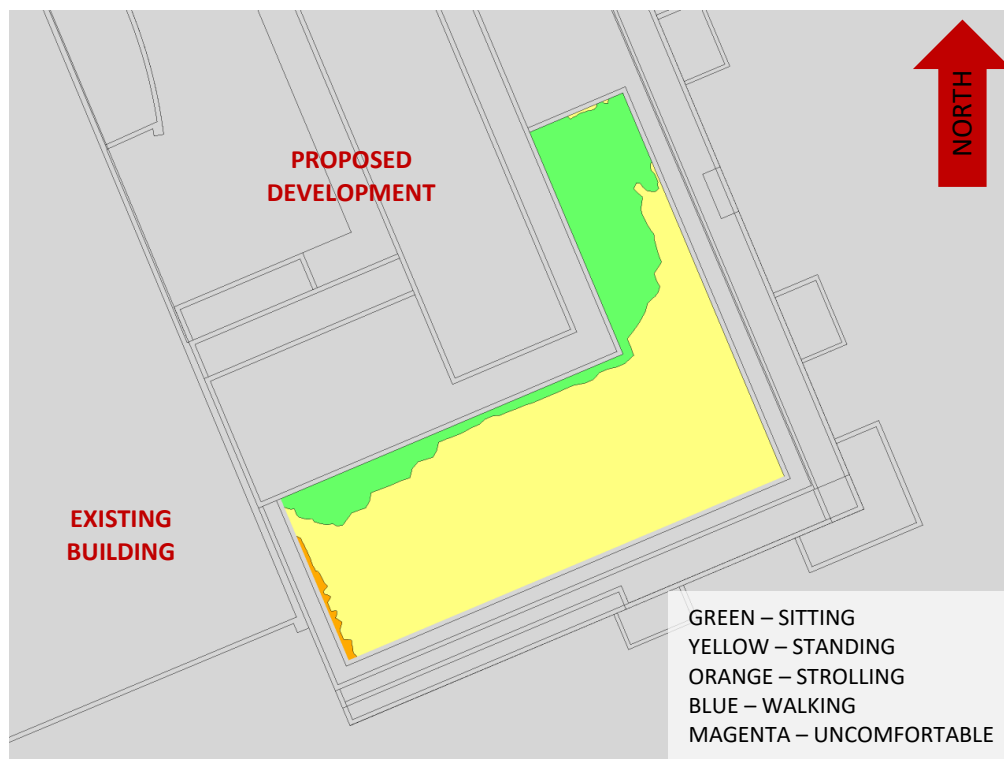 NORTH
PROPOSED
DEVELOPMENT
EXISTING
BUILDING
GREEN – SITTING
YELLOW – STANDING
ORANGE – STROLLING
BLUE – WALKING
MAGENTA – UNCOMFORTABLE